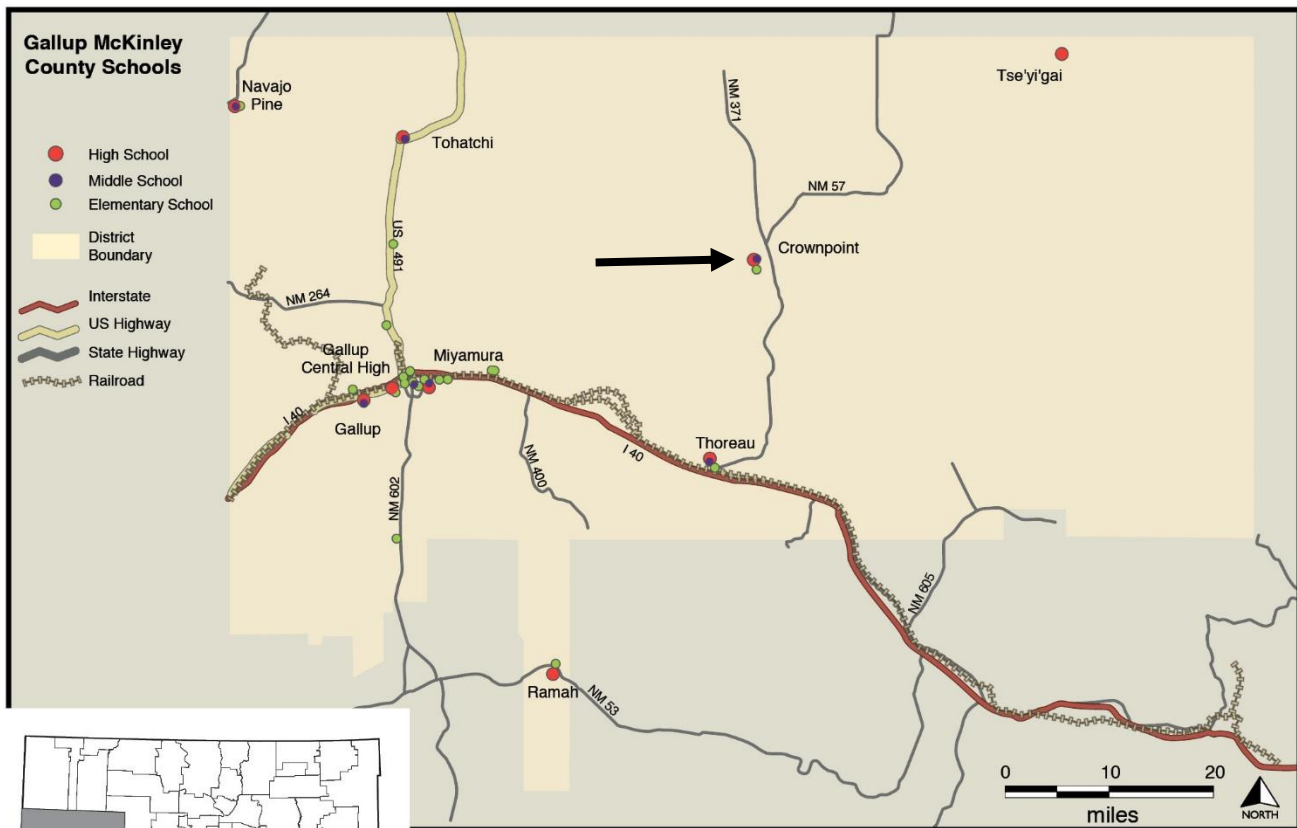 Gallup McKinley
County Schools
High School
Middle School
Elementary School
District
Boundary
Interstate
US Highway
State Highway
Railroad
Navajo
Pine
Tohatchi
US 491
NM 264
Gallup
Central High
Miyamura
I 40
Gallup
NM 602
NM 400
I 40
Thoreau
NM 371
NM 57
Crownpoint
Tse'yi'gai
NM 605
Ramah
NM 53
0 10 20
miles
NORTH